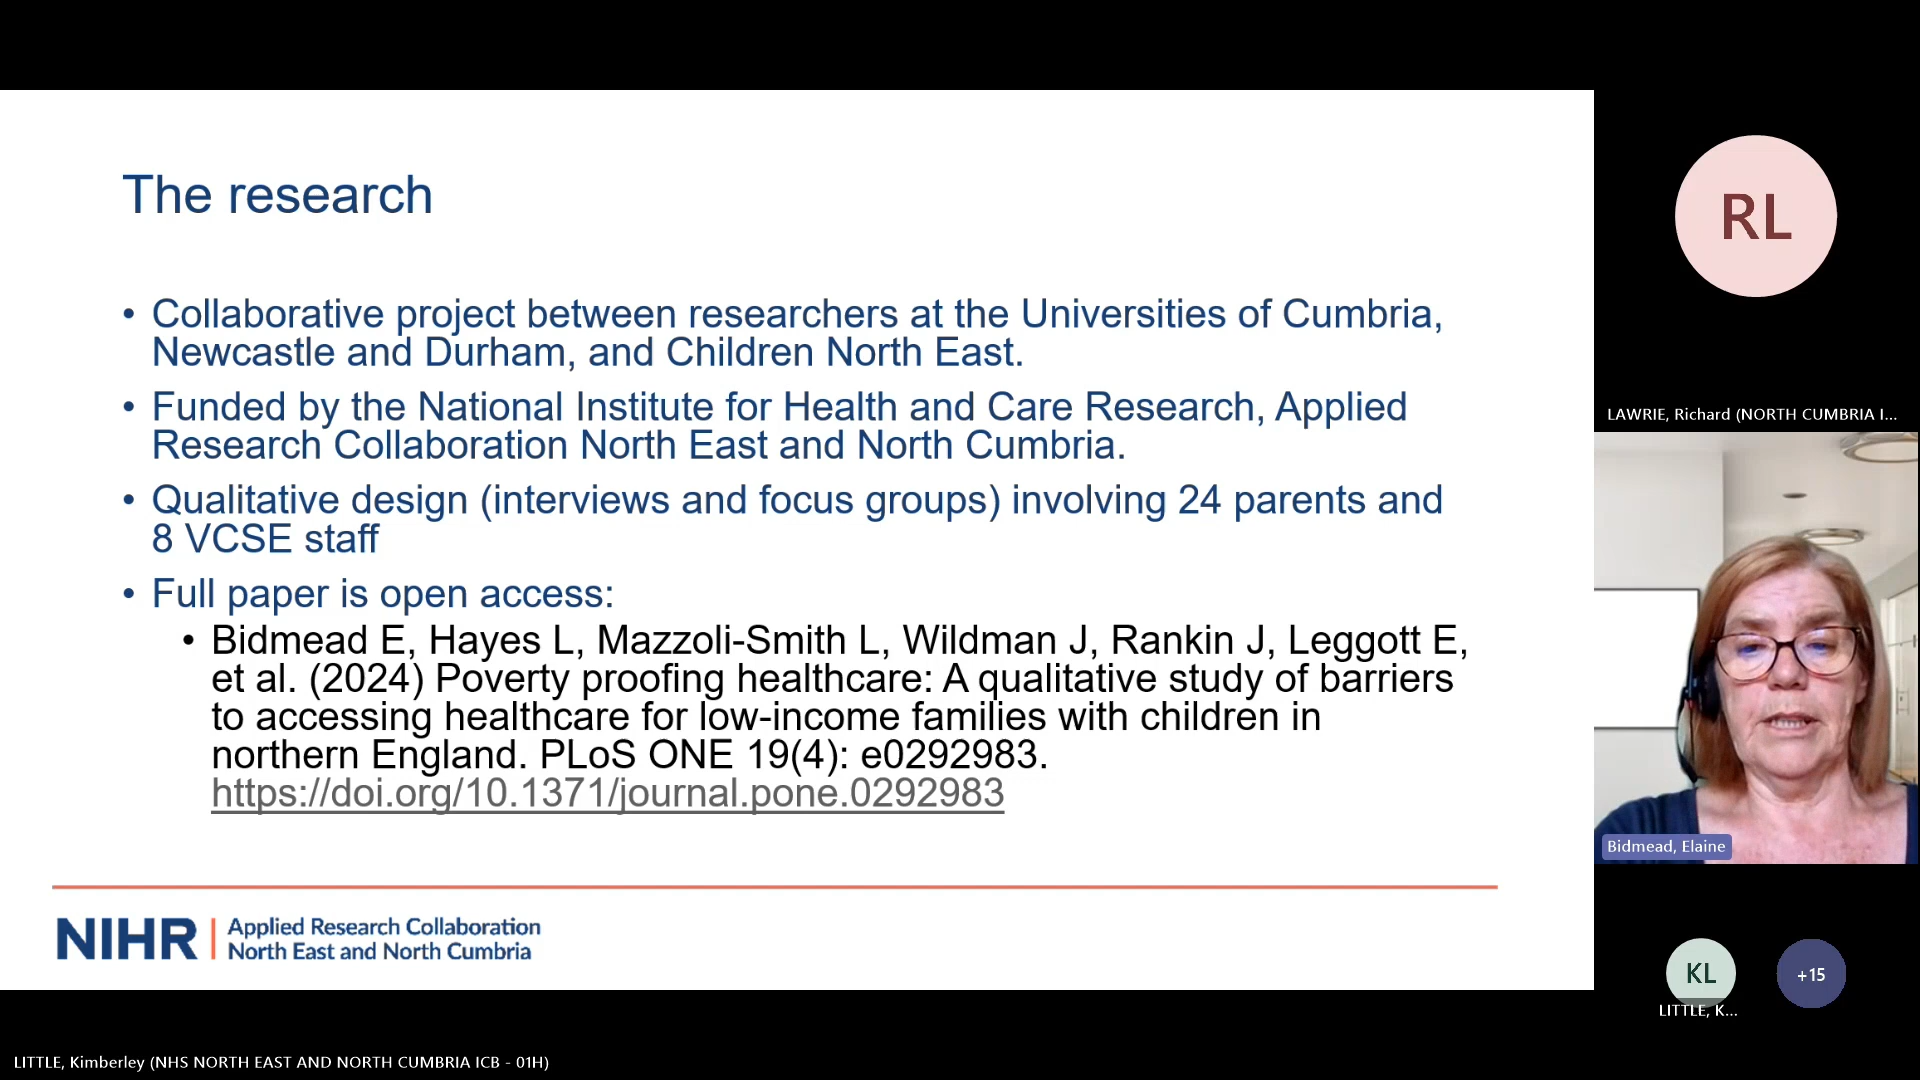 The research
• Collaborative project between researchers at the Universities of Cumbria,
Newcastle and Durham, and Children North East.
• Funded by the National Institute for Health and Care Research, Applied
Research Collaboration North East and North Cumbria.
• Qualitative design (interviews and focus groups) involving 24 parents and
8 VCSE staff
• Full paper is open access:
• Bidmead E, Hayes L, Mazzoli-Smith L, Wildman J, Rankin J, Leggott E,
et al. (2024) Poverty proofing healthcare: A qualitative study of barriers
to accessing healthcare for low-income families with children in
northern England. PLoS ONE 19(4): e0292983.
https://doi.org/10.1371/journal.pone.0292983
NIHR | Applied Research Collaboration
North East and North Cumbria
RL
LAWRIE, Richard (NORTH CUMBRIA I...
Bidmead, Elaine
KL
+15
LITTLE, K...
LITTLE, Kimberley (NHS NORTH EAST AND NORTH CUMBRIA ICB - 01H)